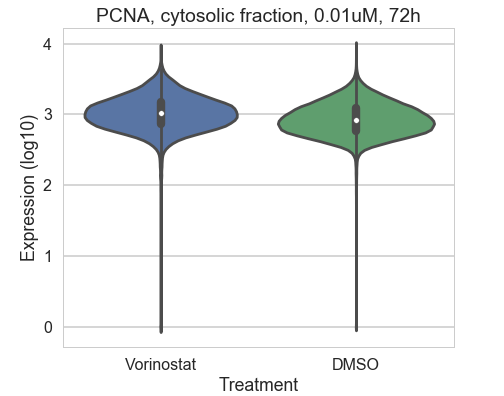 PCNA, cytosolic fraction, 0.01uM, 72h
4
3
2
1
0
Expression (log10)
Vorinostat DMSO
Treatment